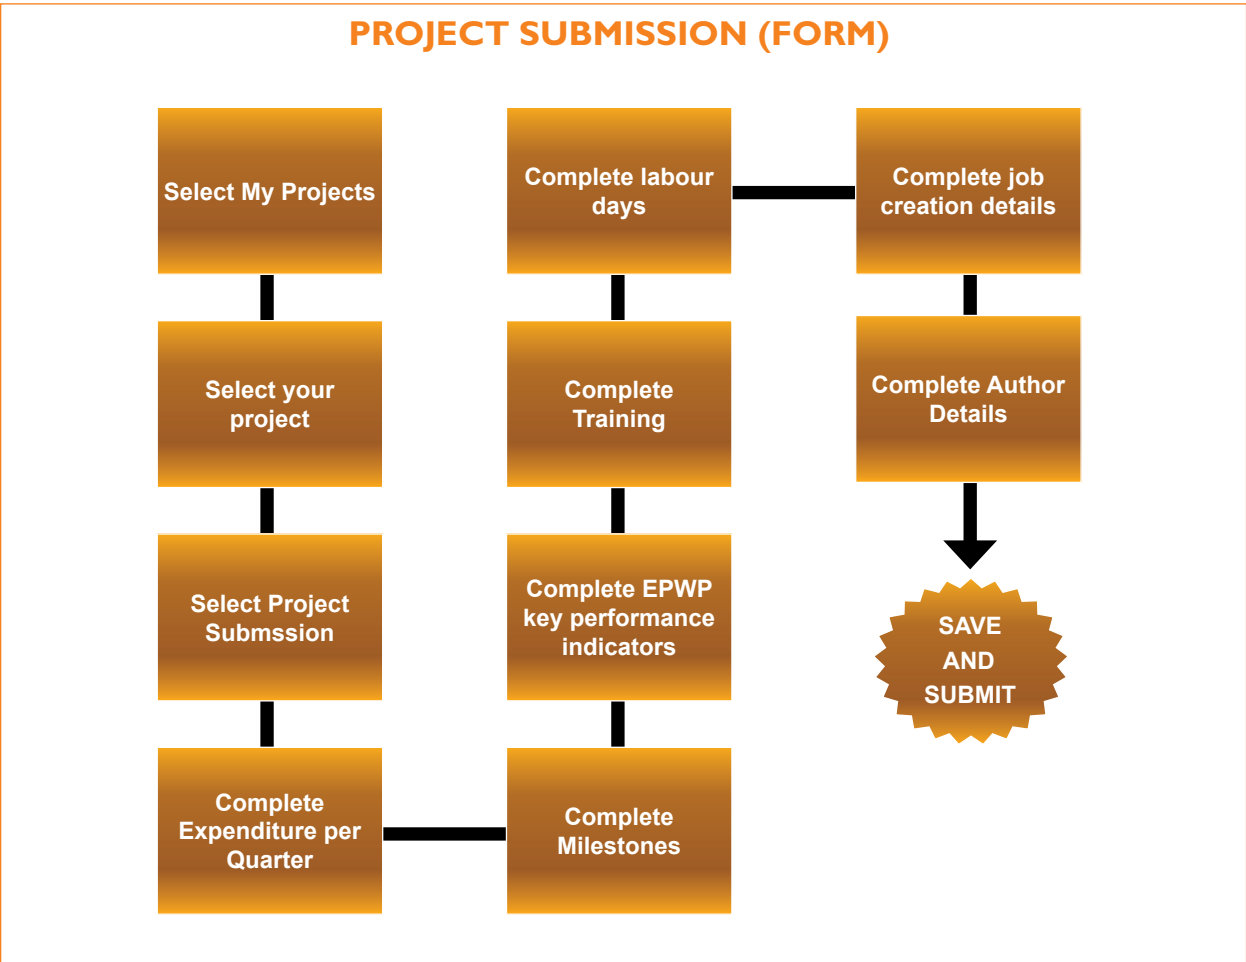 PROJECT SUBMISSION (FORM)
Select My Projects
Select your
project
Select Project
Submssion
Complete
Expenditure per
Quarter
Complete
Milestones
Complete EPWP
key performance
indicators
Complete
Training
Complete labour
days
Complete job
creation details
Complete Author
Details
SAVE
AND
SUBMIT